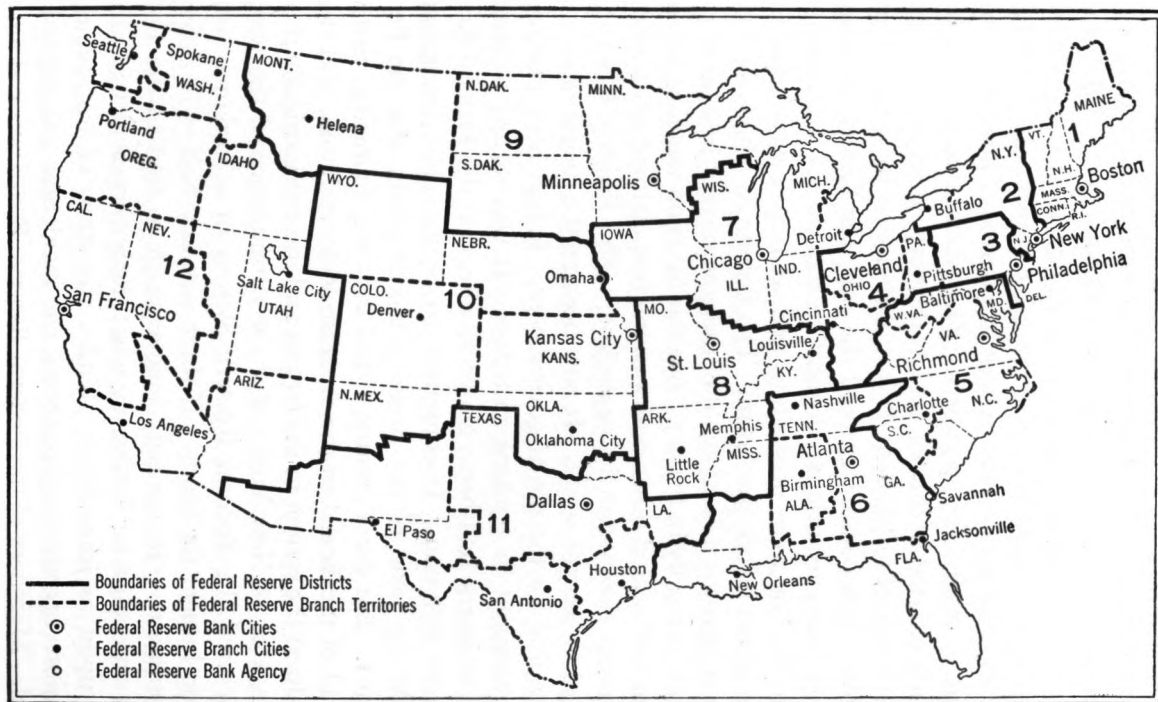 Seattle
Spokane
WASH.
MONT.
N.DAK.
MINN.
MAINE
Portland
OREG.
Helena
IDAHO
9
S.DAK.
VT.
1
N.Y.
N.H.
Boston
MASS.
CONN.
R.I.
2
Buffalo
WYO.
Minneapolis
WIS.
MICH.
7
Detroit
CAL.
NEV.
NEBR.
IOWA
Chicago
PA.
3
N.J.
New York
12
Salt Lake City
UTAH
10
Omaha
ILL.
IND.
Cleveland
OHIO
4
Pittsburgh
Philadelphia
San Francisco
COLO.
Denver
Kansas City
KANS.
MO.
Cincinnati
W.VA.
Baltimore
MD.
DEL.
St. Louis
Louisville
KY.
VA.
Richmond
8
5
ARIZ.
N.MEX.
TEXAS
OKLA.
Oklahoma City
ARK.
Memphis
Nashville
TENN.
Charlotte
N.C.
S.C.
Los Angeles
Little
Rock
MISS.
Atlanta
Birmingham
ALA.
GA.
6
Savannah
Dallas
LA.
El Paso
11
Jacksonville
FLA.
Houston
New Orleans
San Antonio
Boundaries of Federal Reserve Districts
Boundaries of Federal Reserve Branch Territories
Federal Reserve Bank Cities
Federal Reserve Branch Cities
Federal Reserve Bank Agency